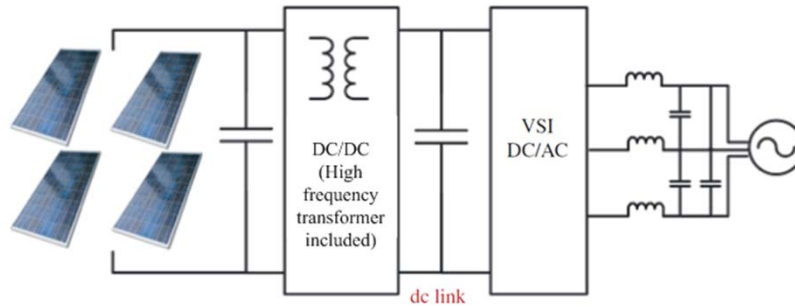 DC/DC
(High
frequency
transformer
included)
dc link
VSI
DC/AC